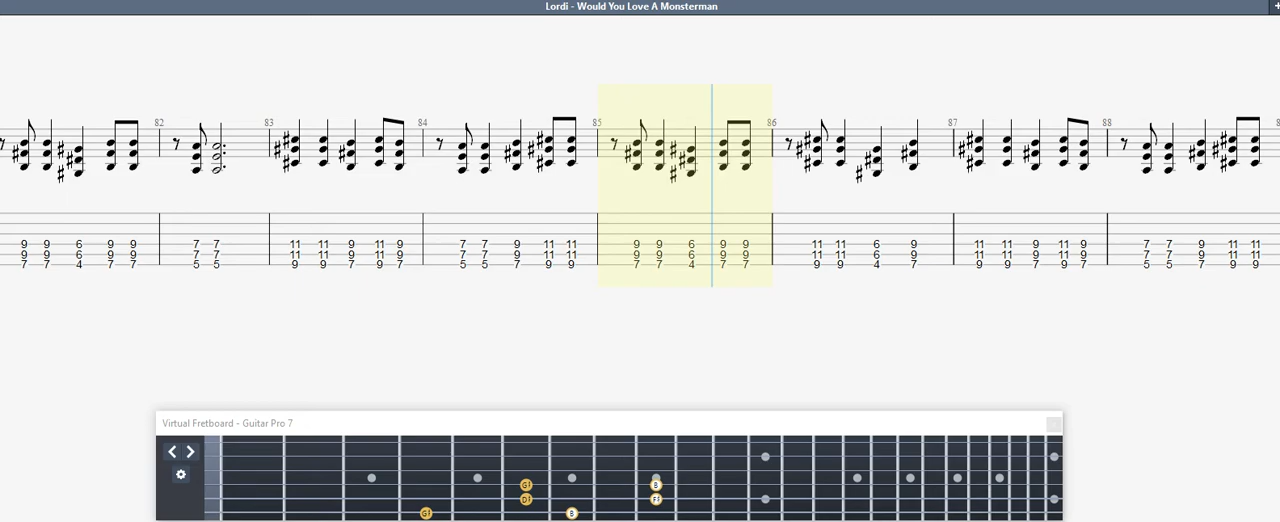 Lordi - Would You Love A Monsterman
+
82 83 84 85 86 87 88 8
9 9 6 9 9 7 7 11 11 9 11 9 7 7 9 11 11 9 9 6 9 9 11 11 6 9 11 11 9 11 9 7 7 9 11 11
9 9 6 9 9 7 7 11 11 9 11 9 7 7 9 11 11 9 9 6 9 9 11 11 6 9 11 11 9 11 9 7 7 9 11 11
7 7 4 7 7 5 5 9 9 7 9 7 5 5 7 9 9 7 7 4 7 7 9 9 4 7 9 9 7 9 7 5 5 7 9 9
Virtual Fretboard - Guitar Pro 7
G♯ B
D♯ F♯
G♯ B